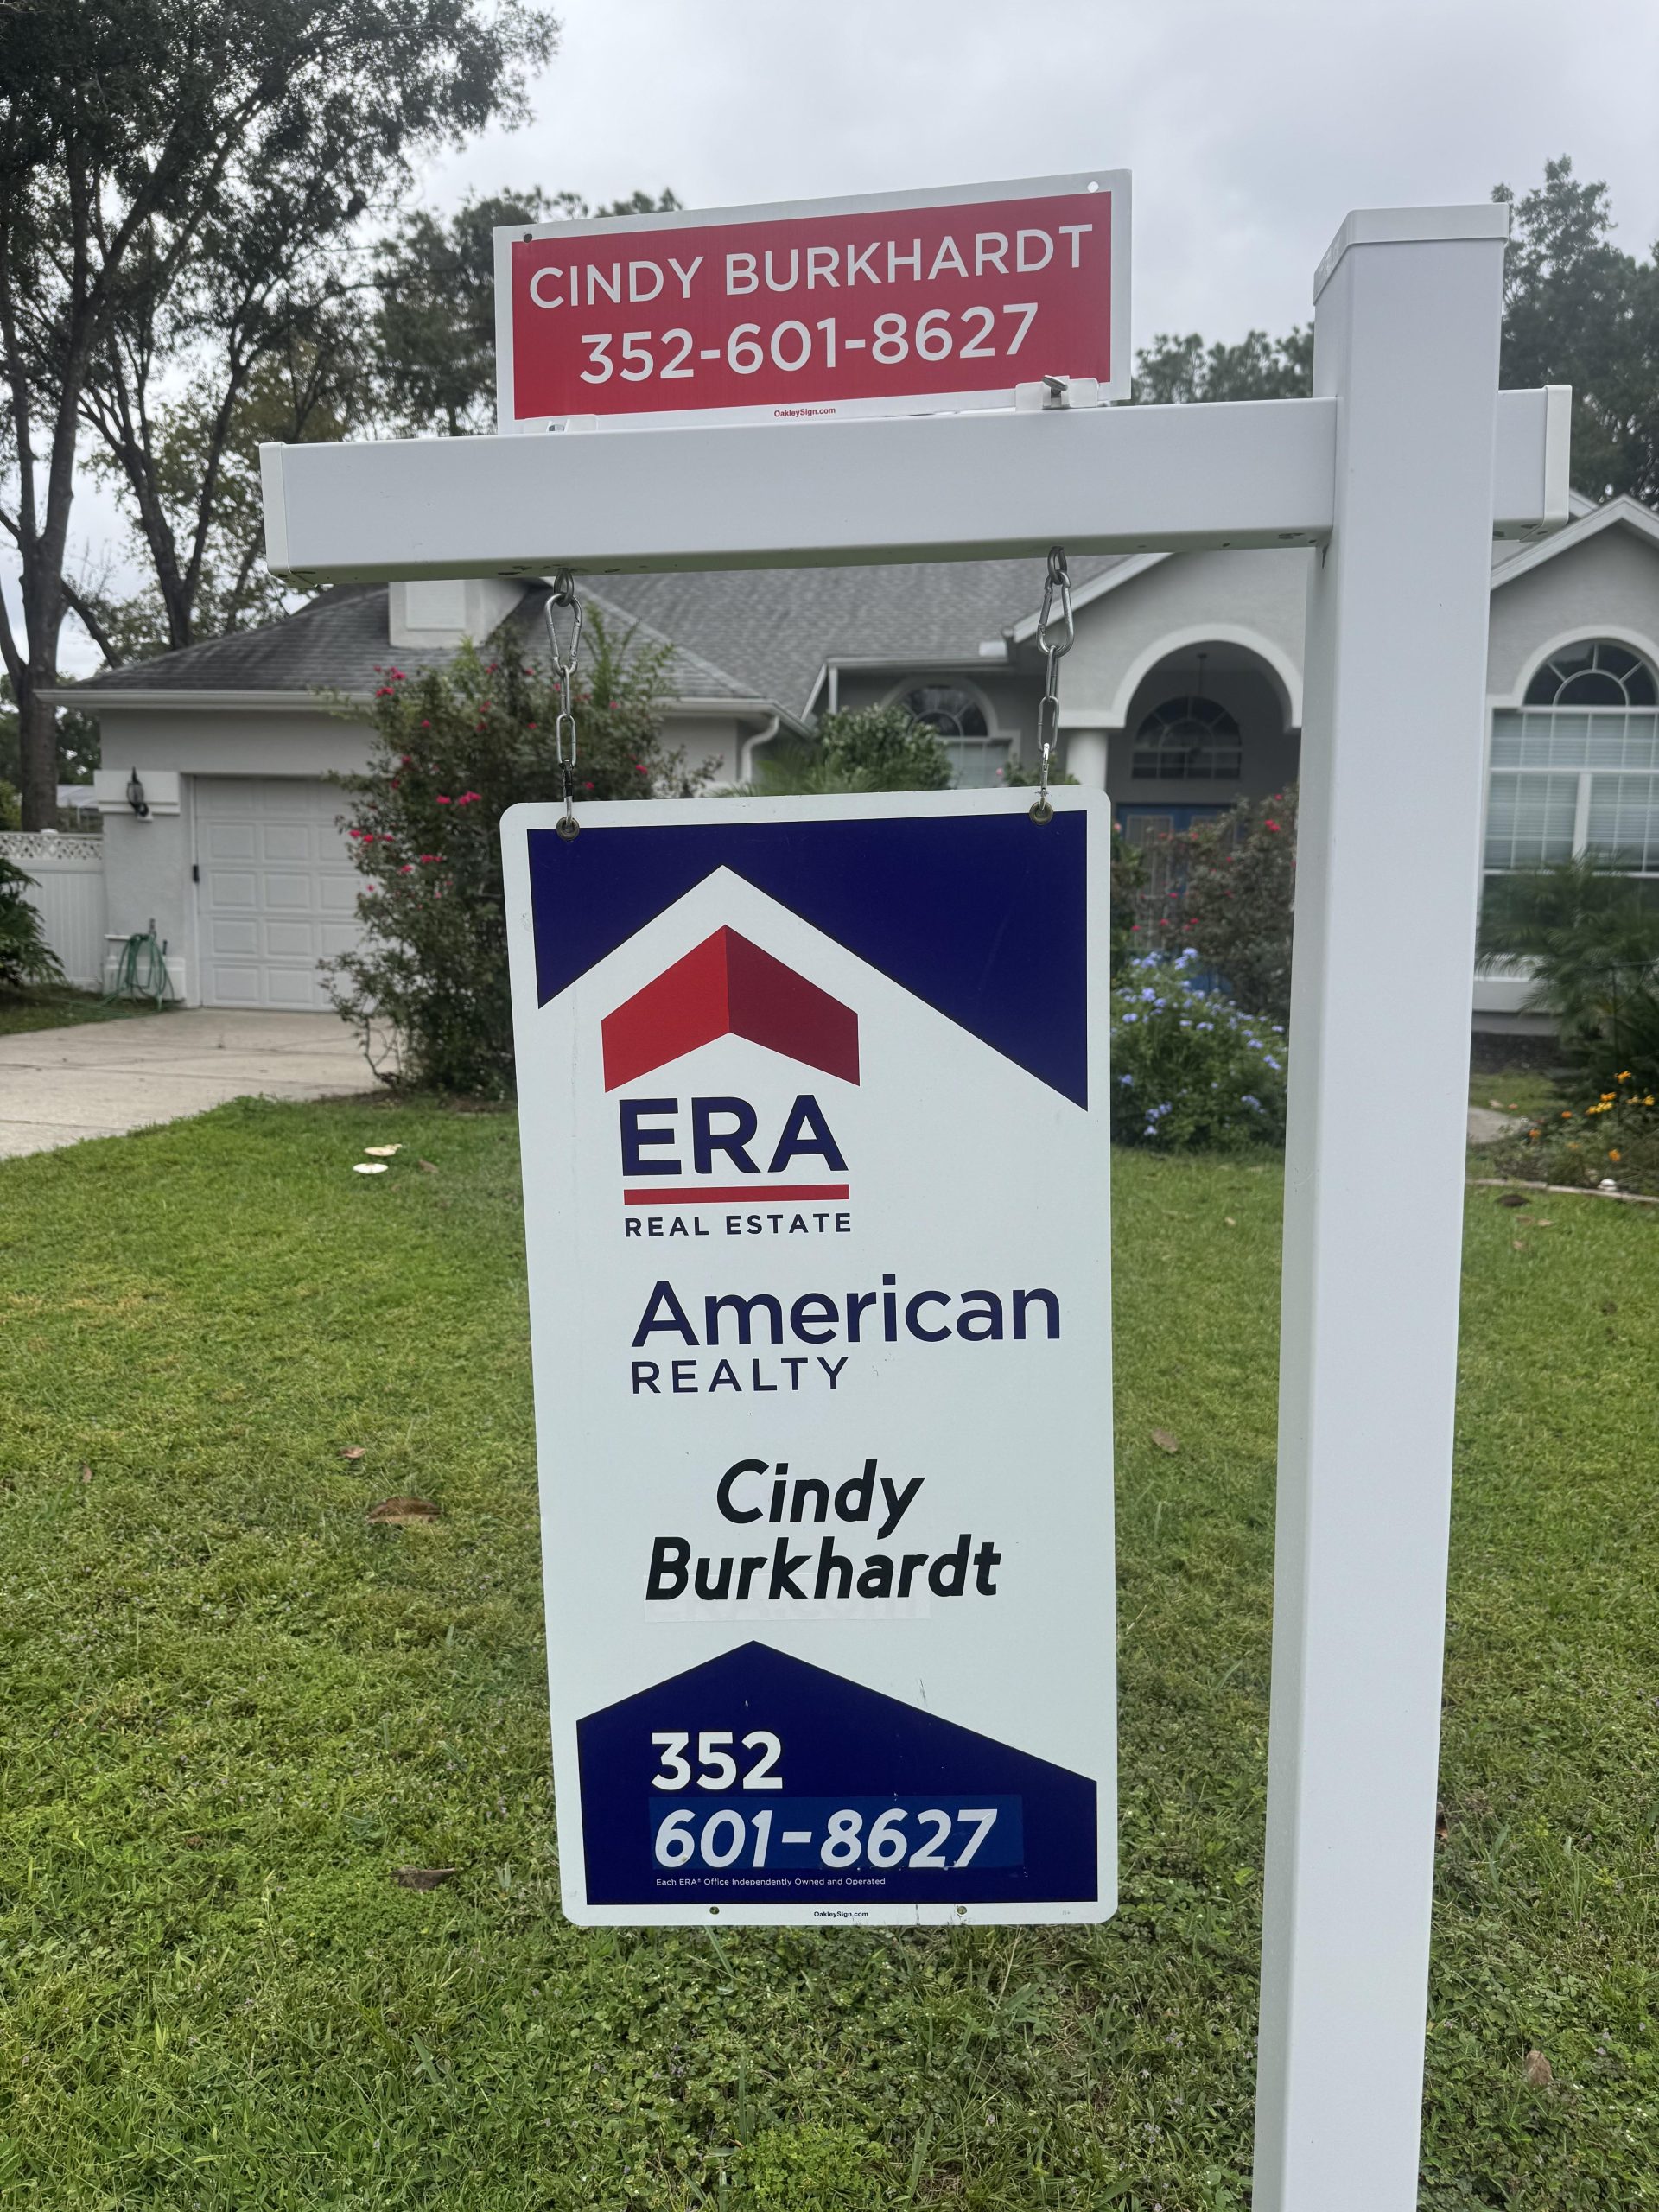 CINDY BURKHARDT
352-601-8627
OakleySign.com
ERA
REAL ESTATE
American
REALTY
Cindy
Burkhardt
352
601-8627
Each ERA® Office Independently Owned and Operated
OakleySign.com